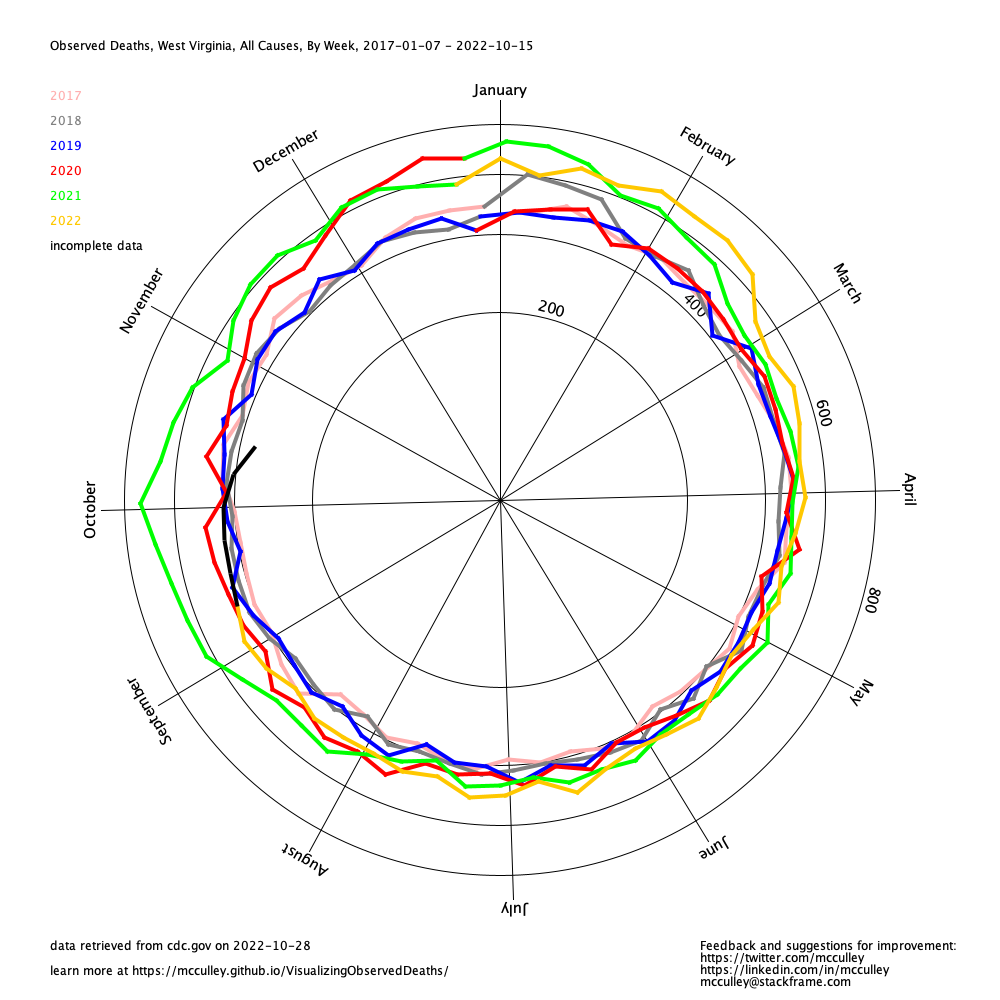 Observed Deaths, West Virginia, All Causes, By Week, 2017-01-07 - 2022-10-15
January
2017
2018
2019
2020
2021
2022
incomplete data
December
February
November
March
200
400
600
October
April
800
September
May
August
June
July
data retrieved from cdc.gov on 2022-10-28
learn more at https://mcculley.github.io/VisualizingObservedDeaths/
Feedback and suggestions for improvement:
https://twitter.com/mcculley
https://linkedin.com/in/mcculley
mcculley@stackframe.com